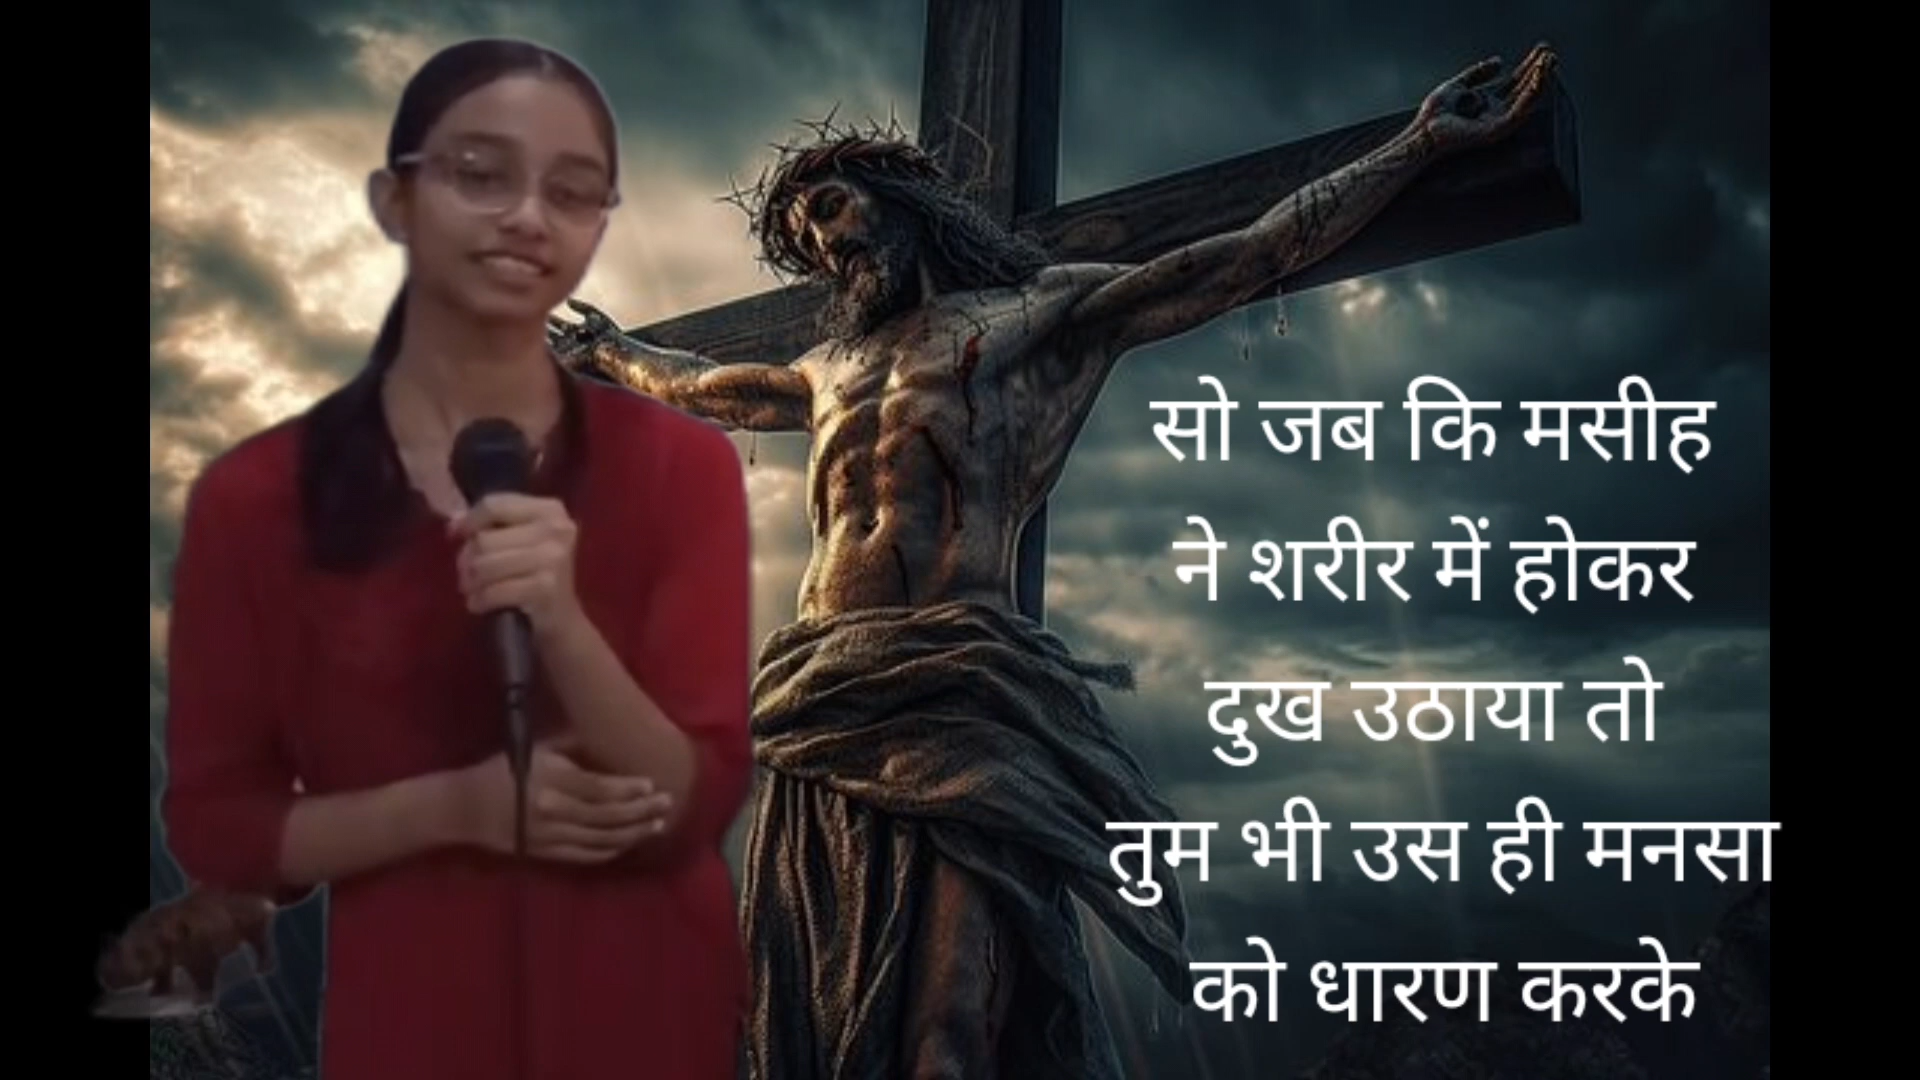 सो जब कि मसीह
ने शरीर में होकर
दुख उठाया तो
तुम भी उस ही मनसा
को धारण करके